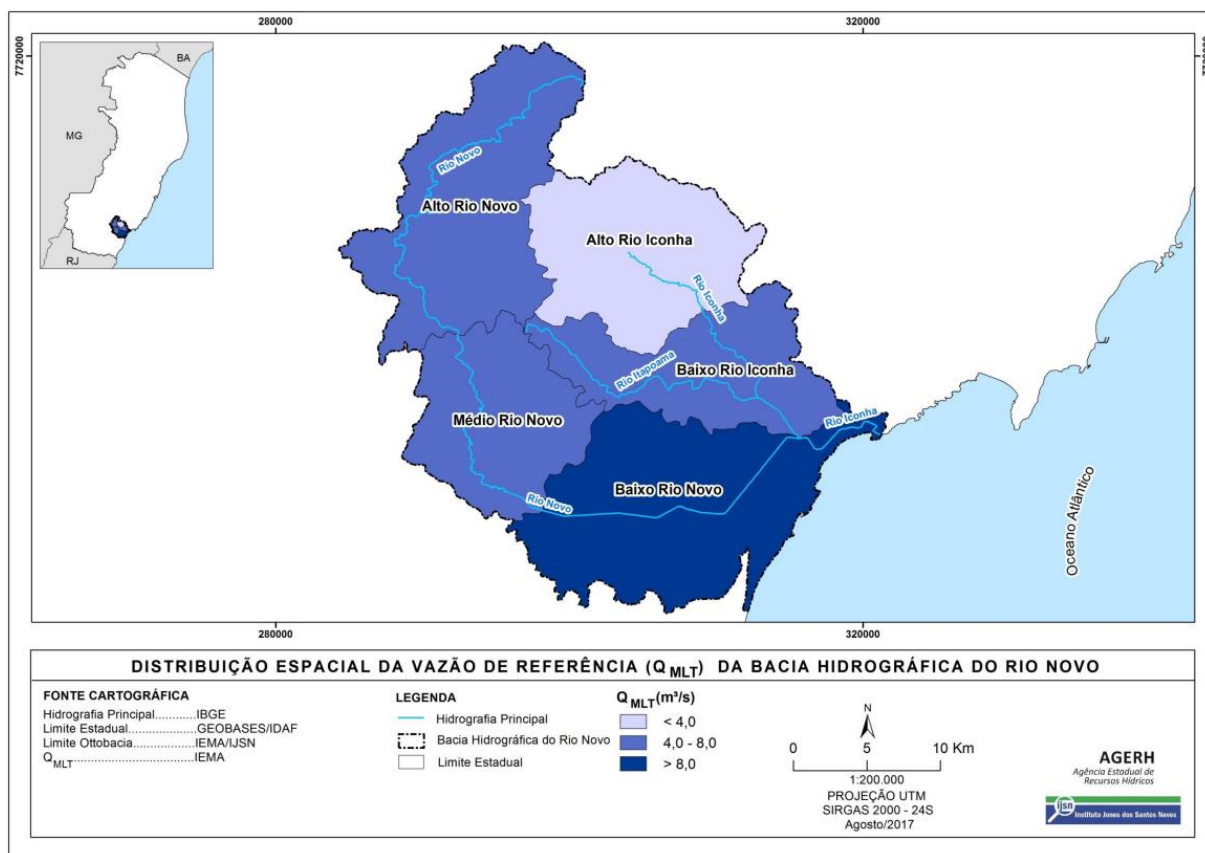 280000
320000
7720000
BA
MG
RJ
Rio Novo
Alto Rio Novo
Alto Rio Iconha
Rio Iconha
Rio Itapoama
Baixo Rio Iconha
Rio Iconha
Médio Rio Novo
Baixo Rio Novo
Rio Novo
Oceano Atlântico
280000
320000
DISTRIBUIÇÃO ESPACIAL DA VAZÃO DE REFERÊNCIA (QMLT) DA BACIA HIDROGRÁFICA DO RIO NOVO
FONTE CARTOGRÁFICA
Hidrografia Principal............IBGE
Limite Estadual...................GEOBASES/IDAF
Limite Ottobacia..................IEMA/IJSN
QMLT.................................IEMA
LEGENDA
Hidrografia Principal
Bacia Hidrográfica do Rio Novo
Limite Estadual
QMLT(m³/s)
< 4,0
4,0 - 8,0
> 8,0
N
0 5 10 Km
1:200.000
PROJEÇÃO UTM
SIRGAS 2000 - 24S
Agosto/2017
AGERH
Agência Estadual de
Recursos Hídricos
ijsn
Instituto Jones dos Santos Neves